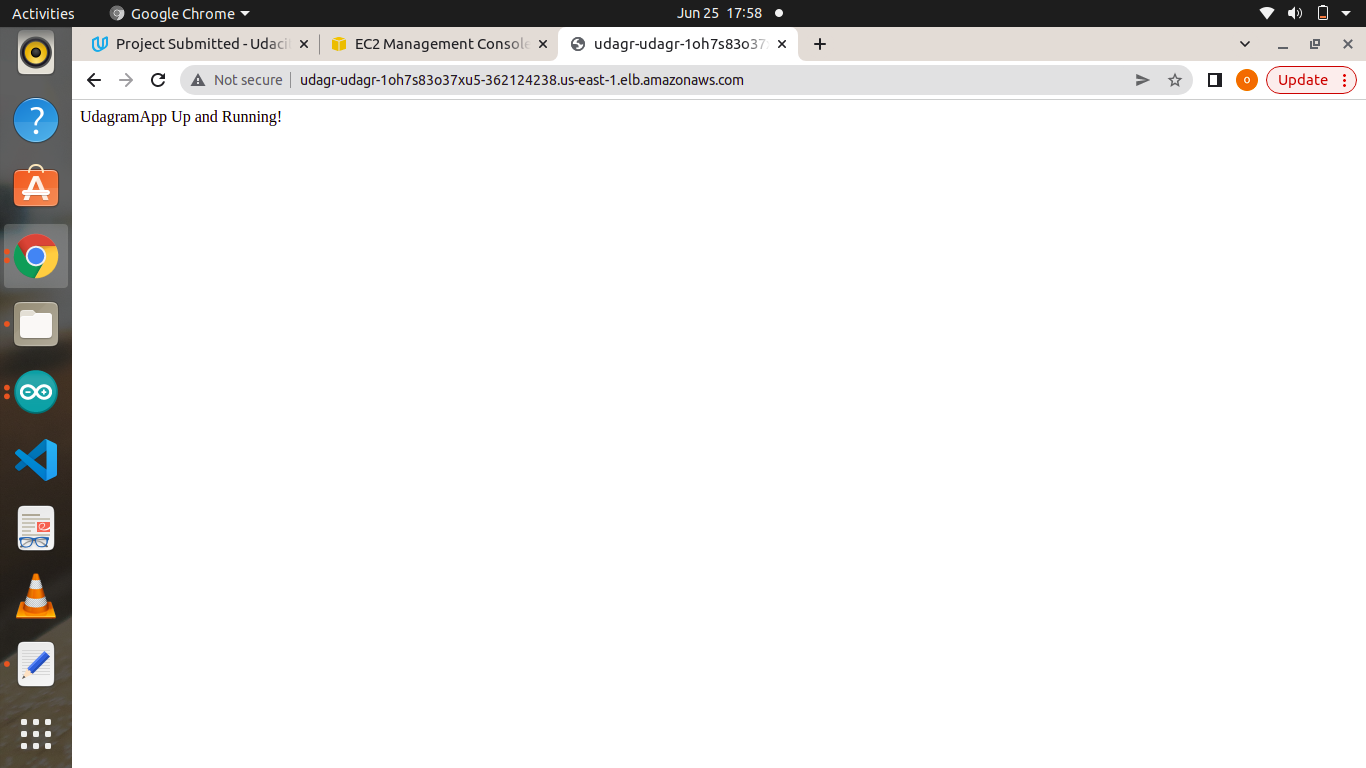 Activities
Google Chrome
Jun 25 17:58
Project Submitted - Udaci
EC2 Management Console
udagr-udagr-1oh7s83o37
Not secure
udagr-udagr-1oh7s83o37xu5-362124238.us-east-1.elb.amazonaws.com
o
Update
UdagramApp Up and Running!